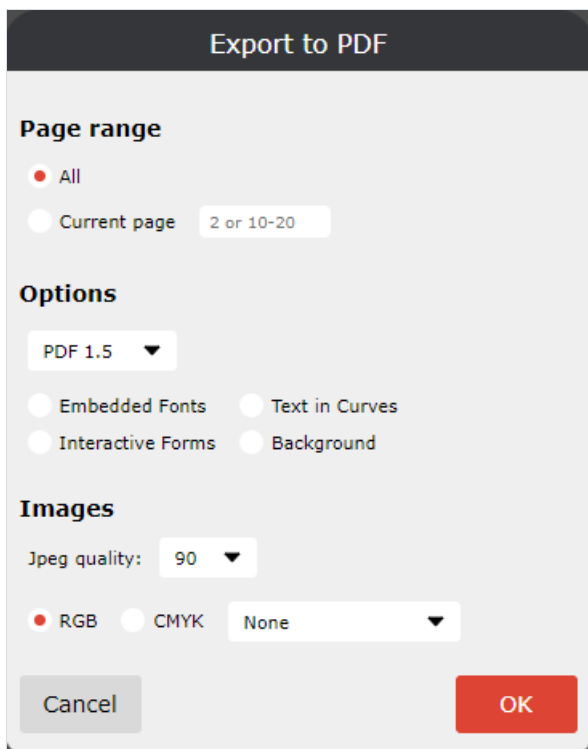 Export to PDF
Page range
All
Current page 2 or 10-20
Options
PDF 1.5
Embedded Fonts Text in Curves
Interactive Forms Background
Images
Jpeg quality: 90
RGB CMYK None
Cancel OK